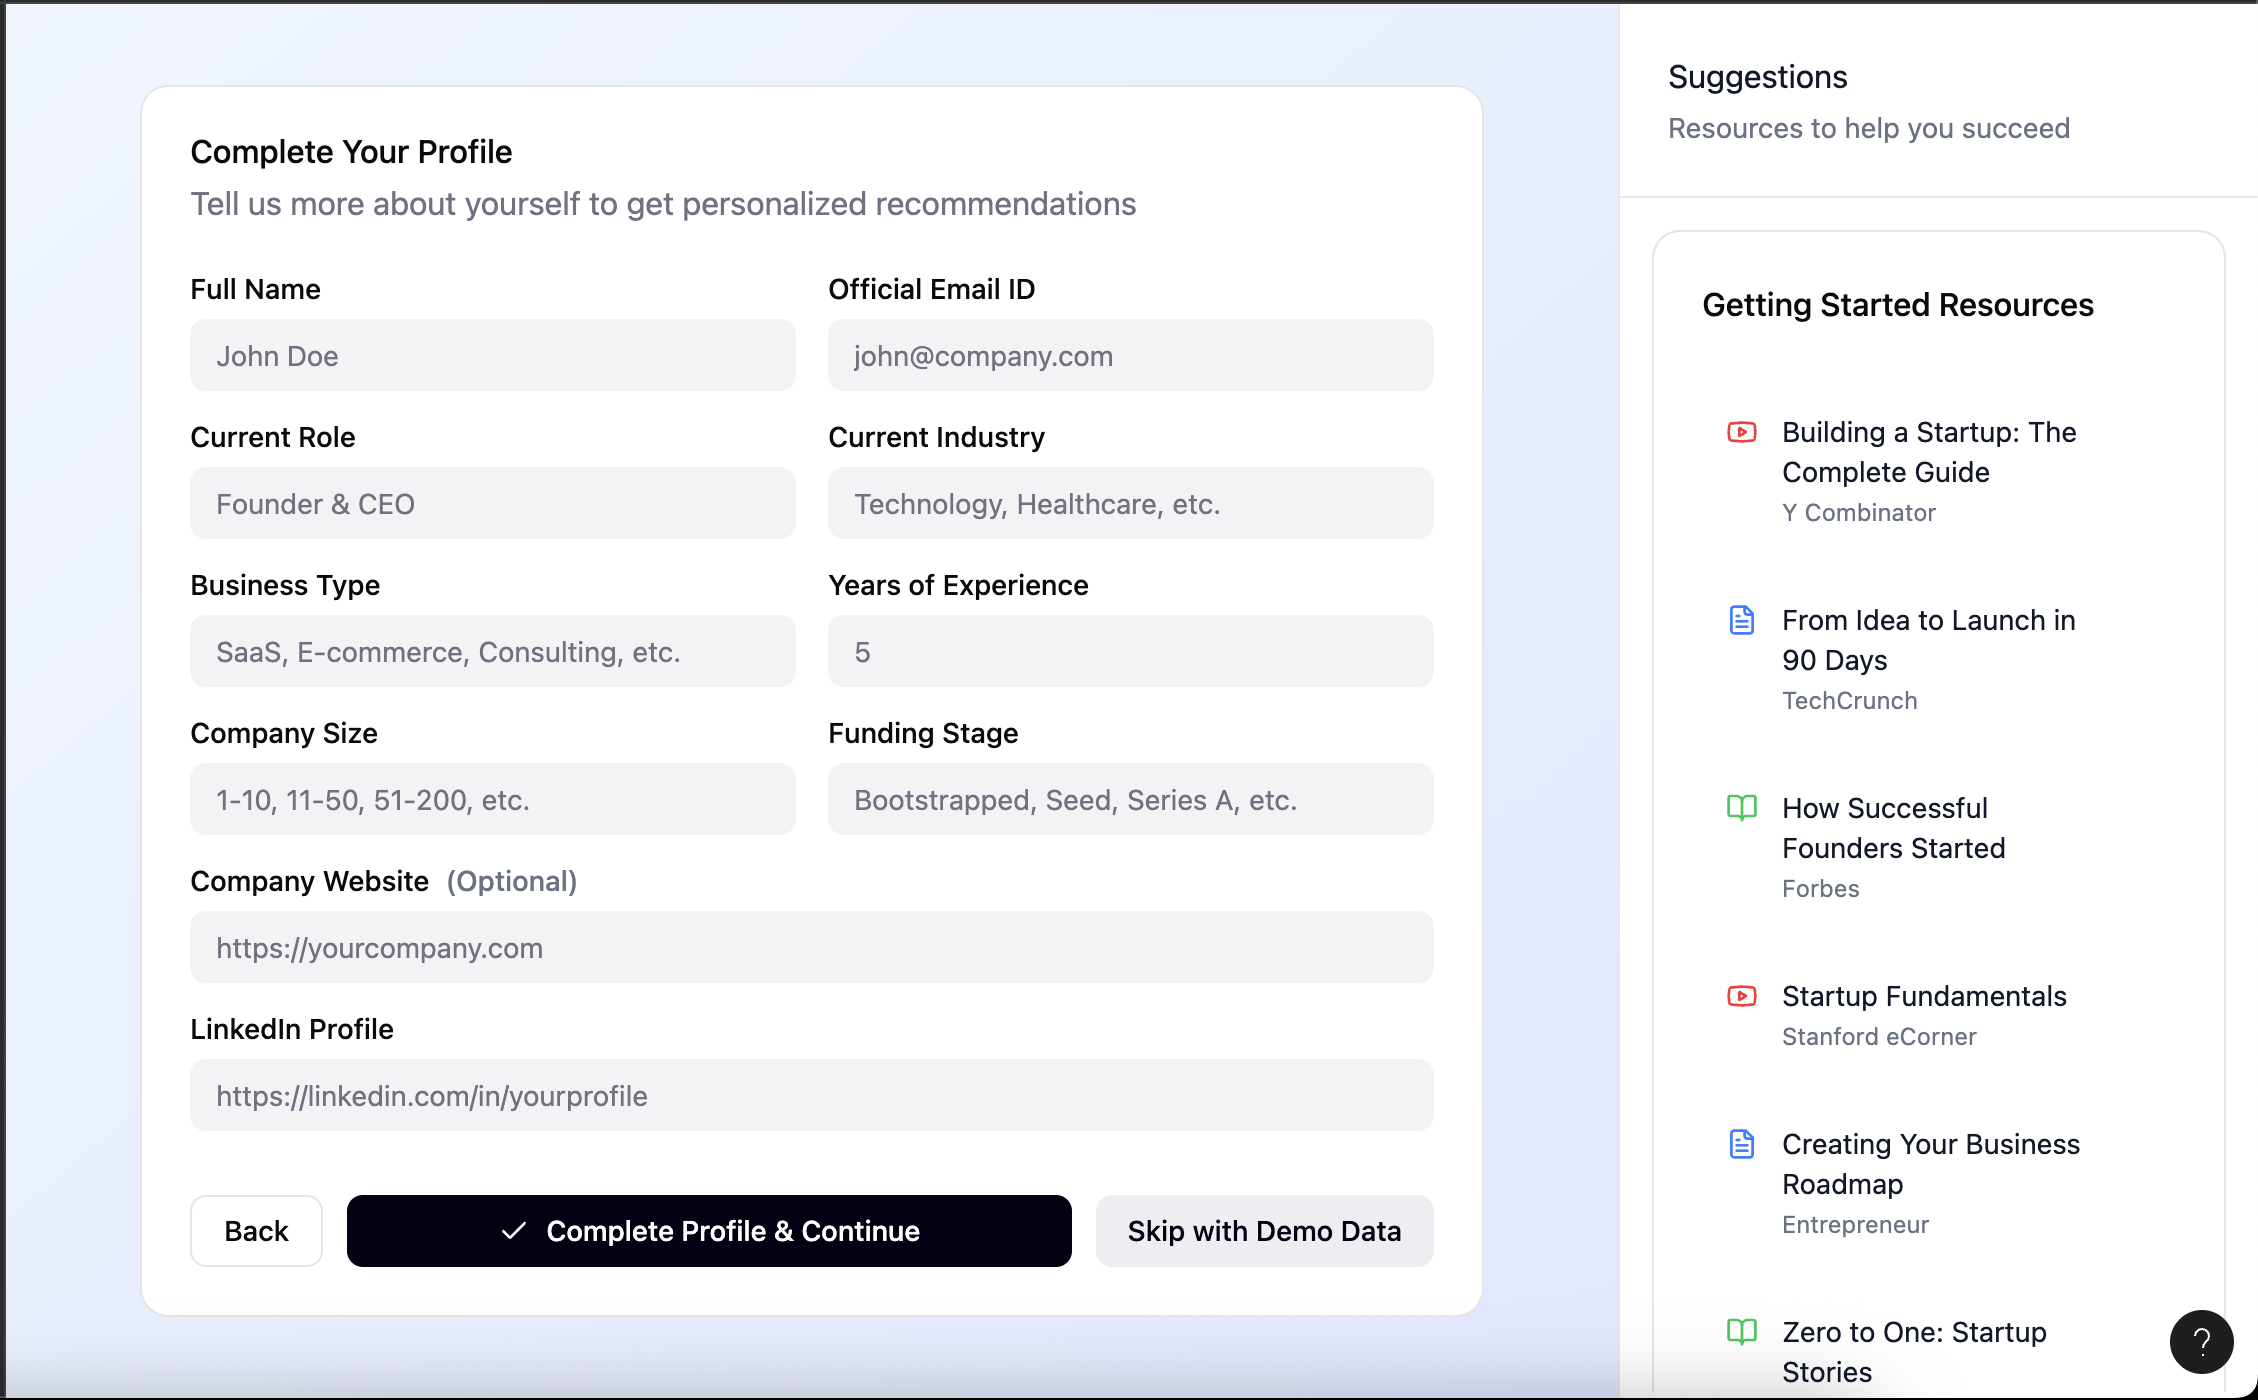 Complete Your Profile
Tell us more about yourself to get personalized recommendations
Full Name
John Doe
Official Email ID
john@company.com
Current Role
Founder & CEO
Current Industry
Technology, Healthcare, etc.
Business Type
SaaS, E-commerce, Consulting, etc.
Years of Experience
5
Company Size
1-10, 11-50, 51-200, etc.
Funding Stage
Bootstrapped, Seed, Series A, etc.
Company Website (Optional)
https://yourcompany.com
LinkedIn Profile
https://linkedin.com/in/yourprofile
Back
Complete Profile & Continue
Skip with Demo Data
Suggestions
Resources to help you succeed
Getting Started Resources
Building a Startup: The
Complete Guide
Y Combinator
From Idea to Launch in
90 Days
TechCrunch
How Successful
Founders Started
Forbes
Startup Fundamentals
Stanford eCorner
Creating Your Business
Roadmap
Entrepreneur
Zero to One: Startup
Stories
?